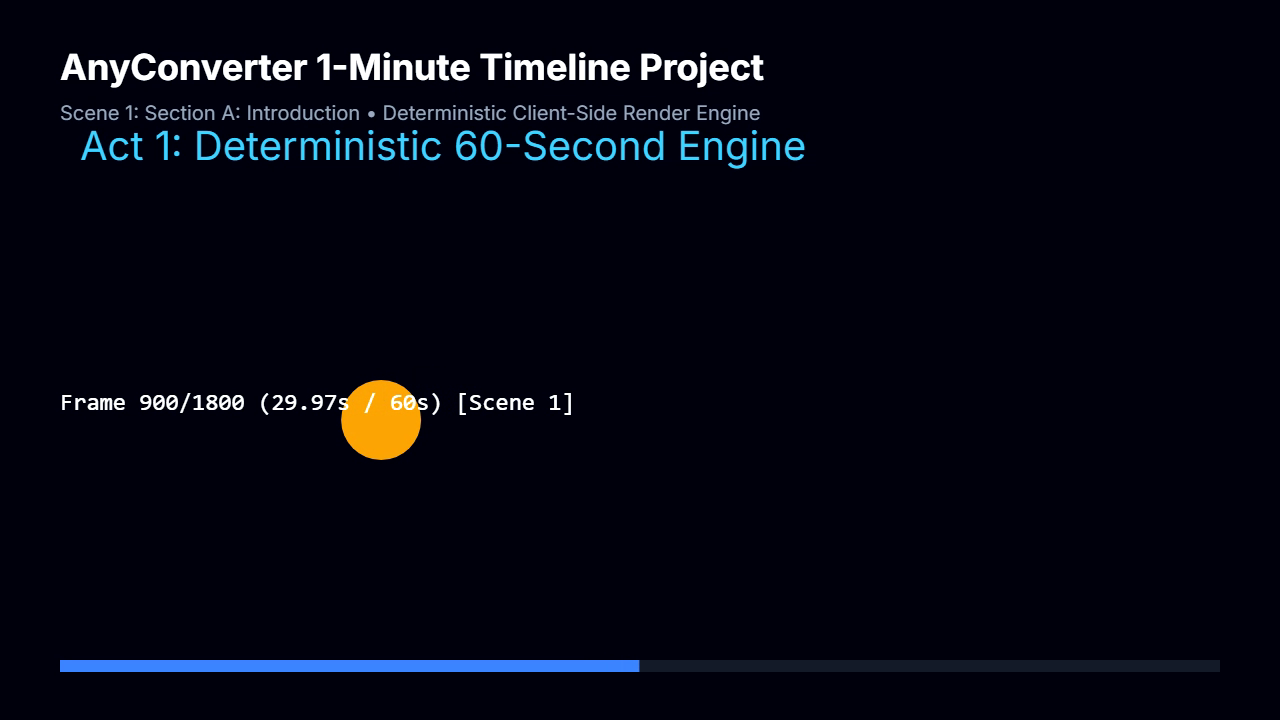 AnyConverter 1-Minute Timeline Project
Scene 1: Section A: Introduction • Deterministic Client-Side Render Engine
Act 1: Deterministic 60-Second Engine
Frame 900/1800 (29.97s / 60s) [Scene 1]